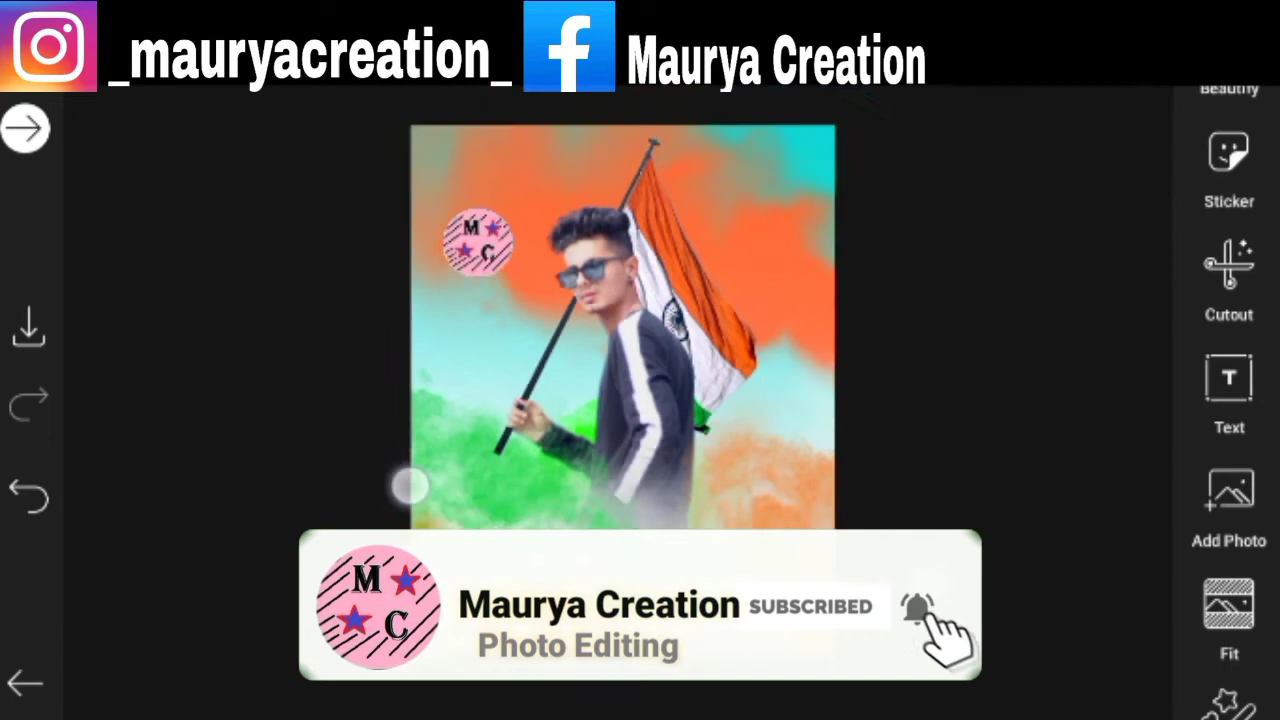 _mauryacreation_
Maurya Creation
Beautify
Sticker
Cutout
Text
Add Photo
Fit
M
C
T
M
C
Maurya Creation SUBSCRIBED
Photo Editing